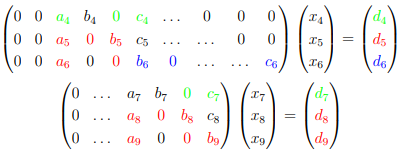 0 0 a₄ b₄ 0 c₄ … 0 0 0 x₄ = d₄
0 0 a₅ 0 b₅ c₅ … … 0 0 x₅ d₅
0 0 a₆ 0 0 b₆ 0 … … c₆ x₆ d₆
0 … a₇ b₇ 0 c₇ x₇ = d₇
0 … a₈ 0 b₈ c₈ x₈ d₈
0 … a₉ 0 0 b₉ x₉ d₉